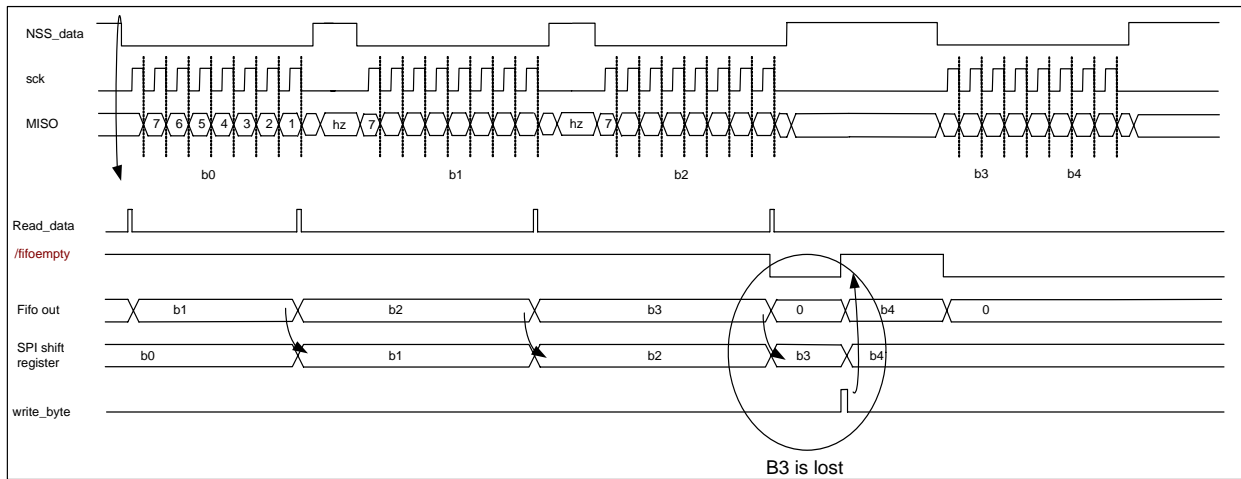 NSS_data
sck
MISO
7 6 5 4 3 2 1 hz 7 hz 7
b0 b1 b2 b3 b4
Read_data
/fifoempty
Fifo out
b1 b2 b3 0 b4 0
SPI shift
register
b0 b1 b2 b3 b4
write_byte
B3 is lost